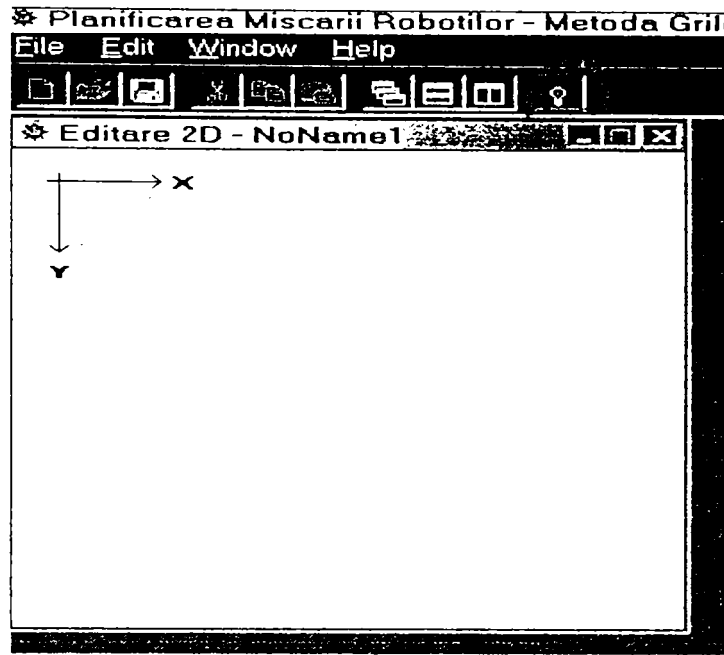 Planificarea Miscarii Robotilor - Metoda Gril
File Edit Window Help
Editare 2D - NoName1
X
Y